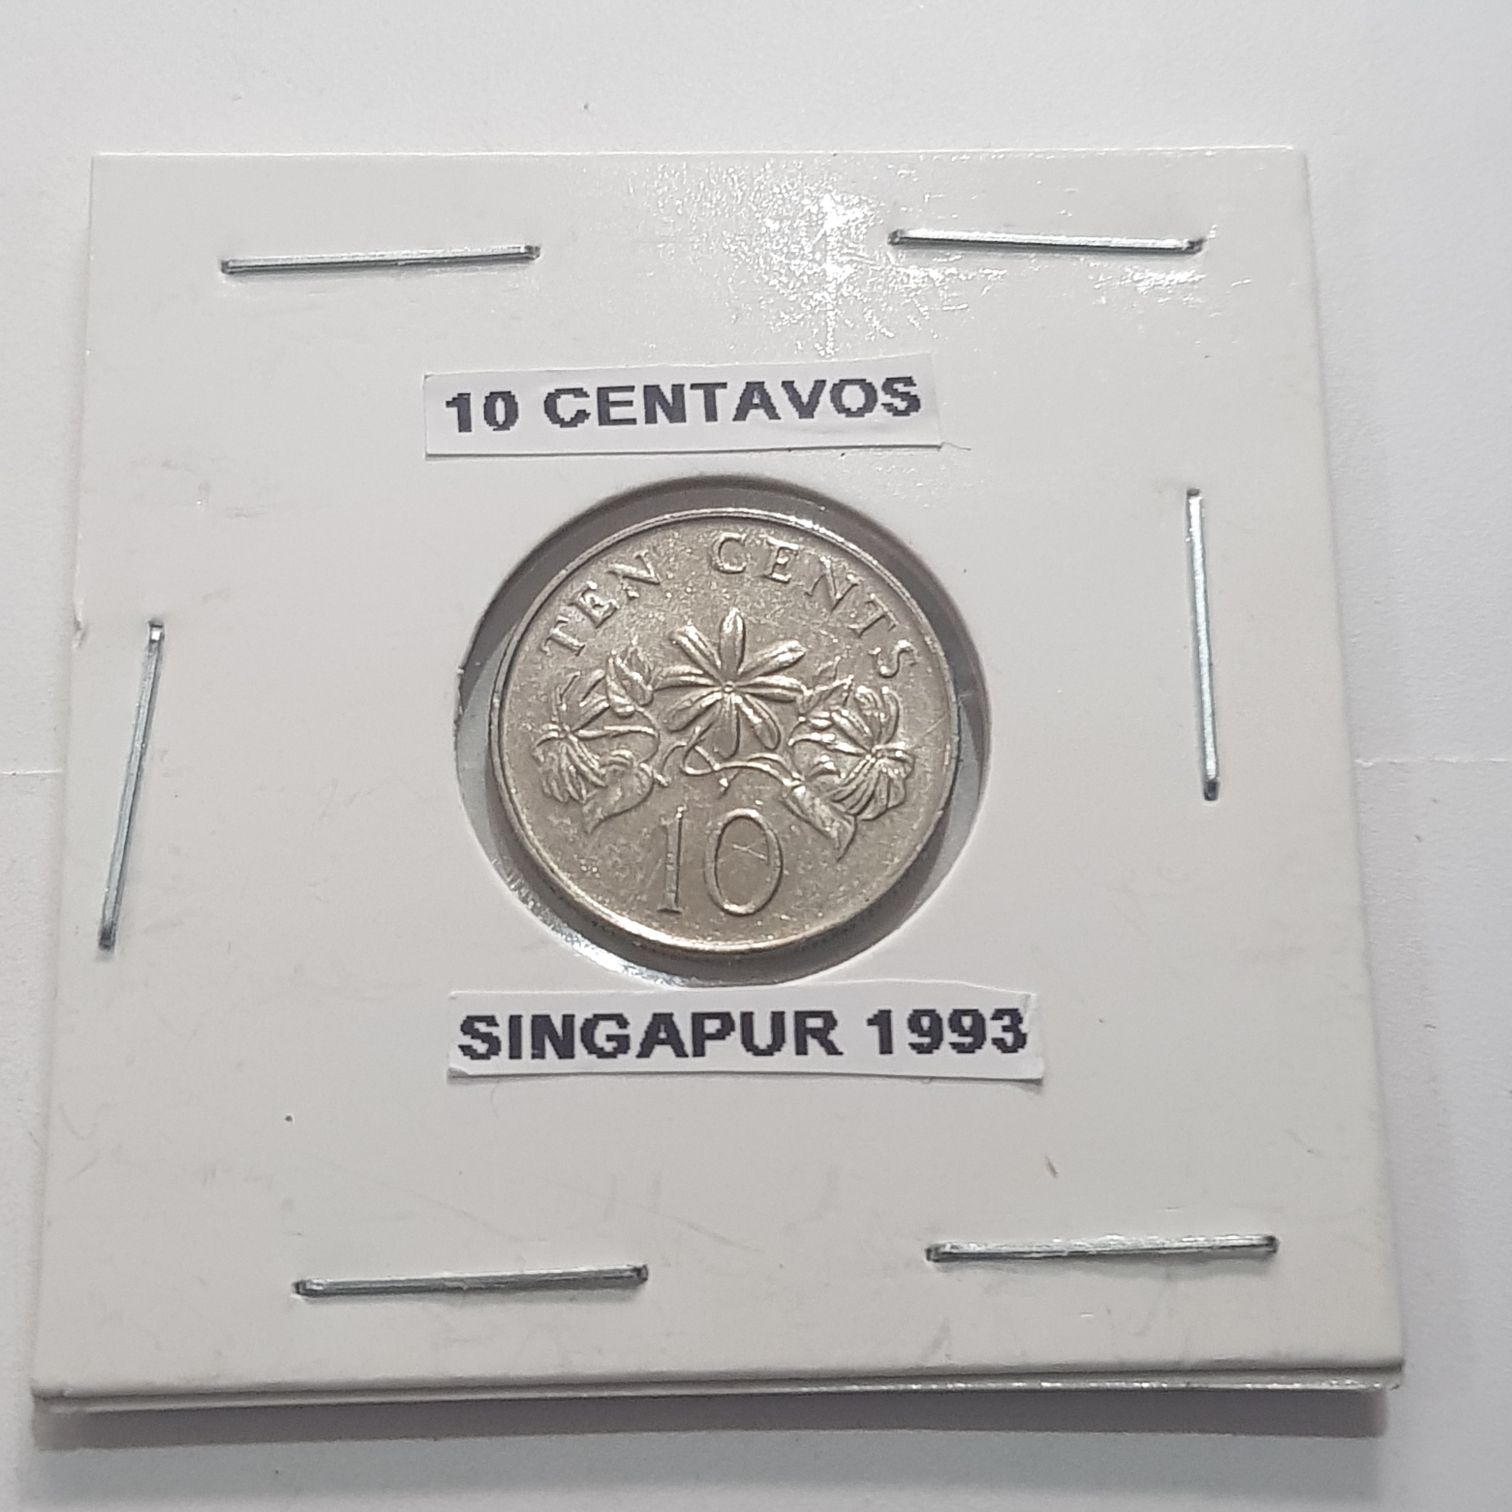 10 CENTAVOS
TEN CENTS
10
SINGAPUR 1993